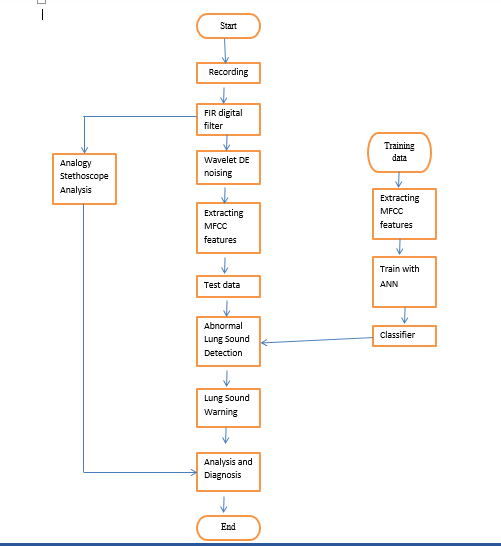 Start
Recording
FIR digital
filter
Analogy
Stethoscope
Analysis
Wavelet DE
noising
Extracting
MFCC
features
Test data
Abnormal
Lung Sound
Detection
Lung Sound
Warning
Analysis and
Diagnosis
End
Training
data
Extracting
MFCC
features
Train with
ANN
Classifier